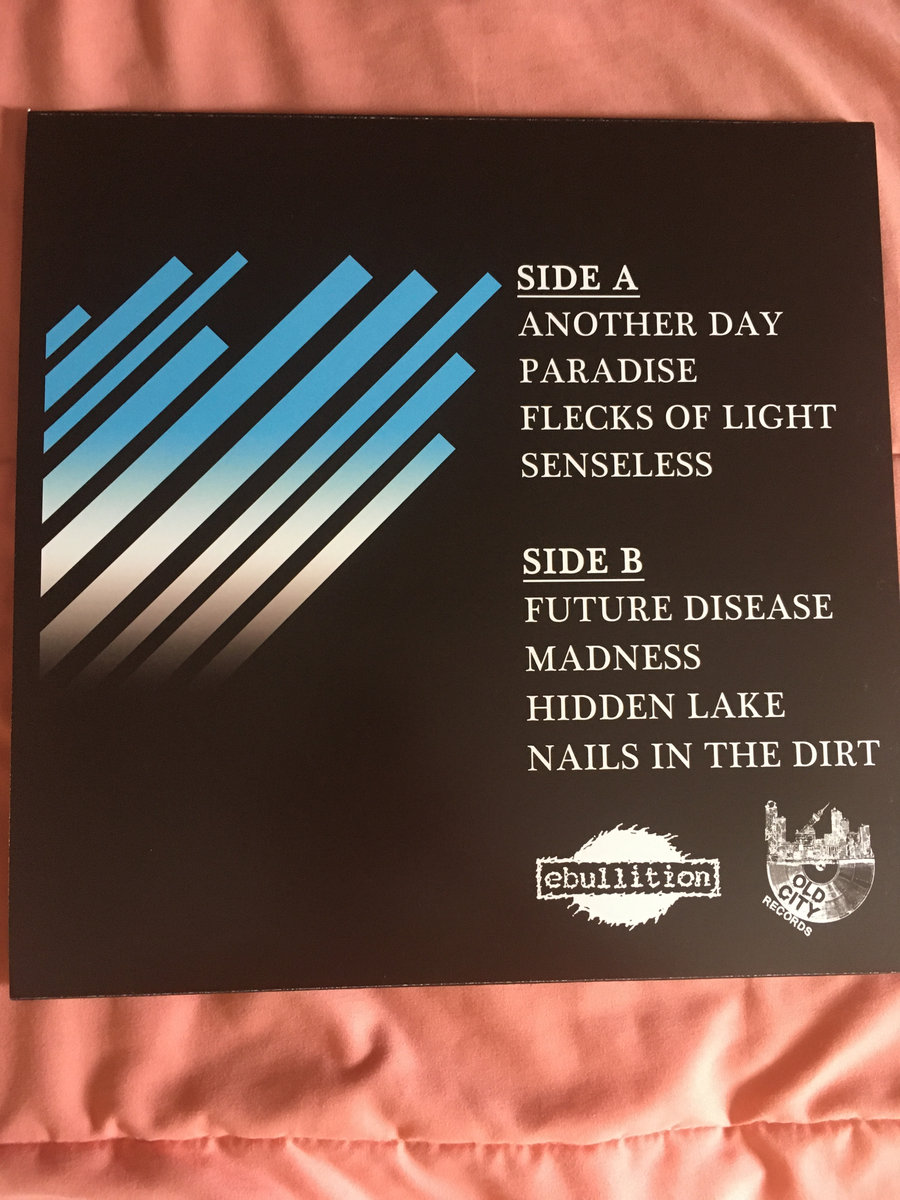 SIDE A
ANOTHER DAY
PARADISE
FLECKS OF LIGHT
SENSELESS
SIDE B
FUTURE DISEASE
MADNESS
HIDDEN LAKE
NAILS IN THE DIRT
ebullition
OLD
CITY
RECORDS